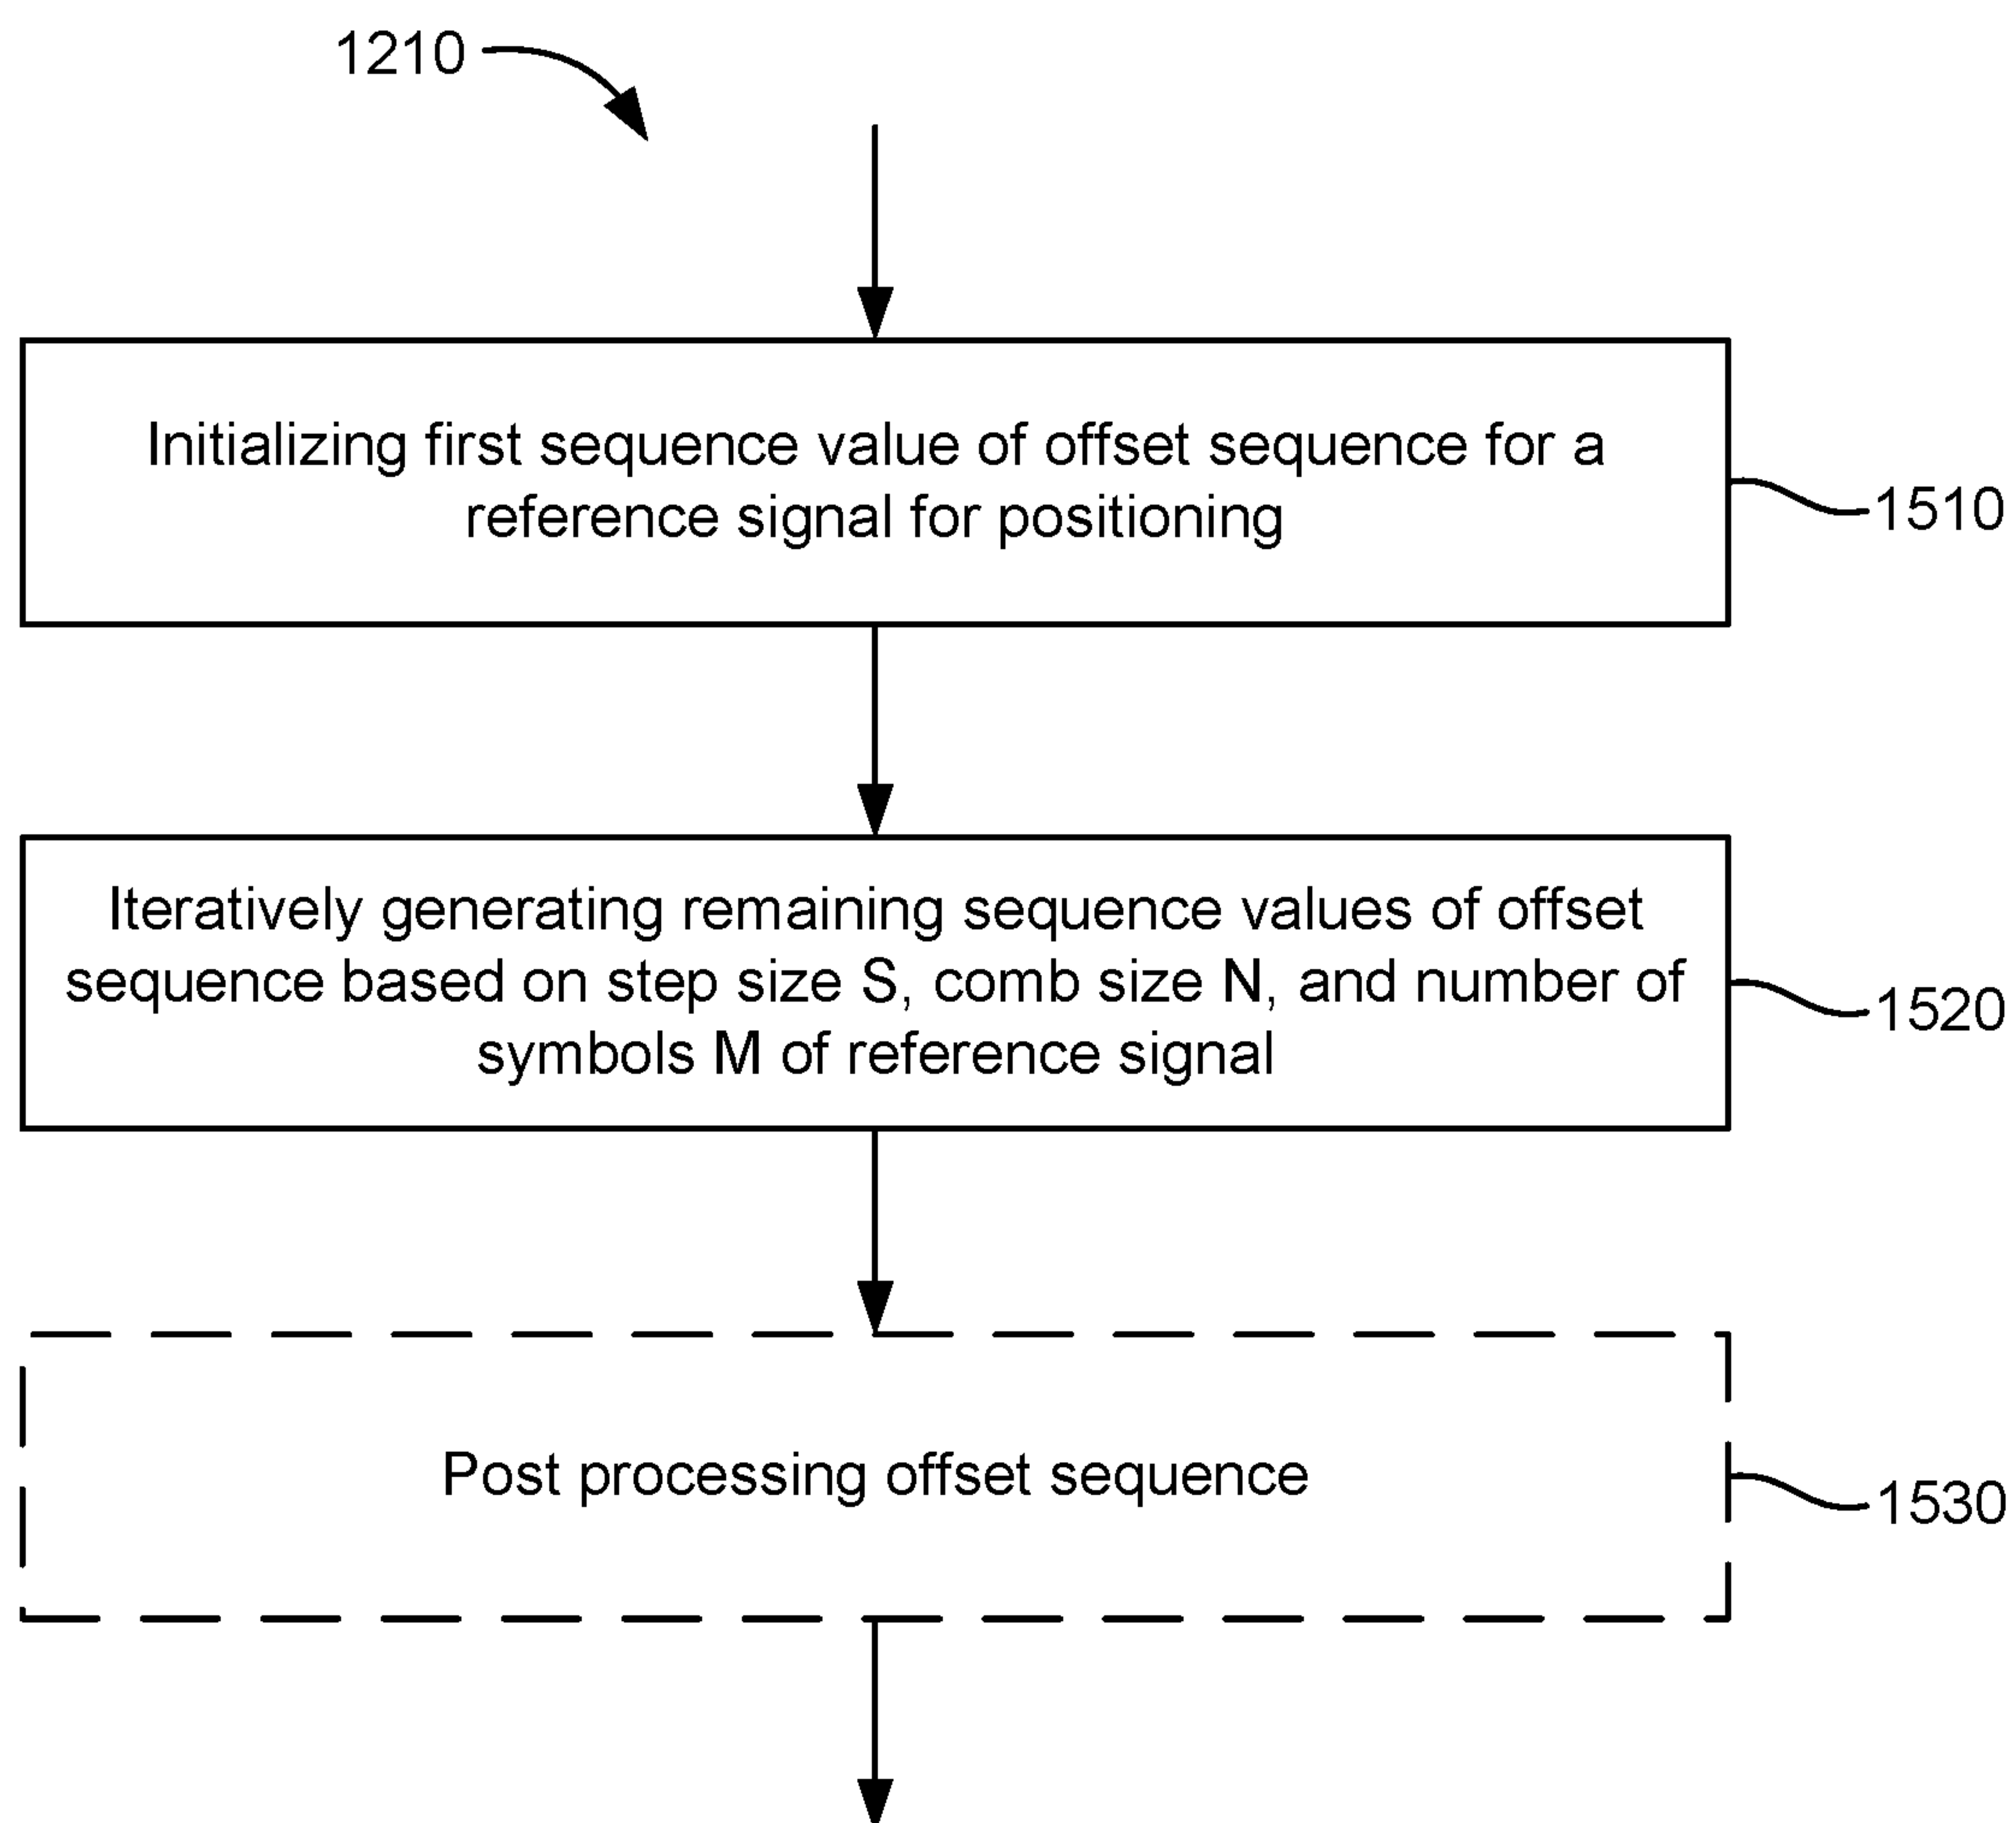 1210
Initializing first sequence value of offset sequence for a
reference signal for positioning
1510
Iteratively generating remaining sequence values of offset
sequence based on step size S, comb size N, and number of
symbols M of reference signal
1520
Post processing offset sequence
1530